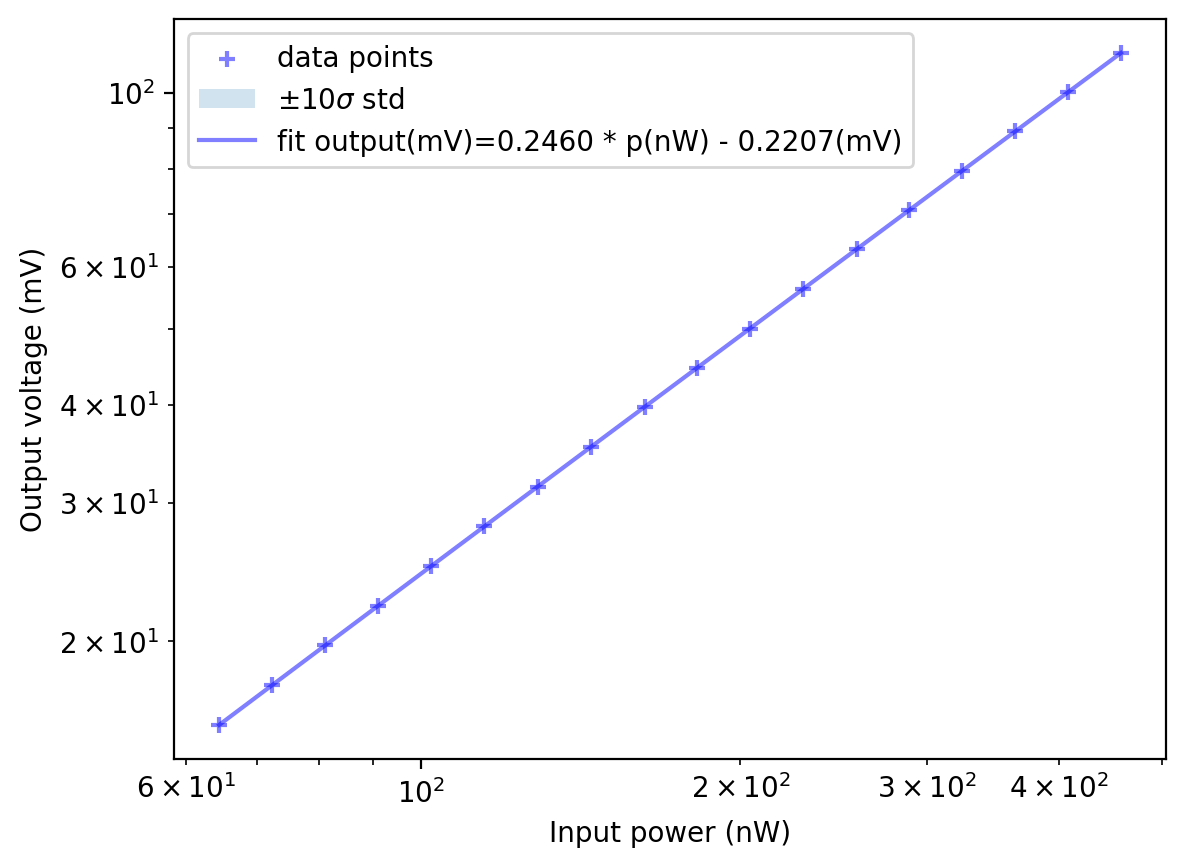 data points
±10σ std
fit output(mV)=0.2460 * p(nW) - 0.2207(mV)
10²
6 × 10¹
4 × 10¹
3 × 10¹
2 × 10¹
Output voltage (mV)
6 × 10¹
10²
2 × 10²
3 × 10²
4 × 10²
Input power (nW)